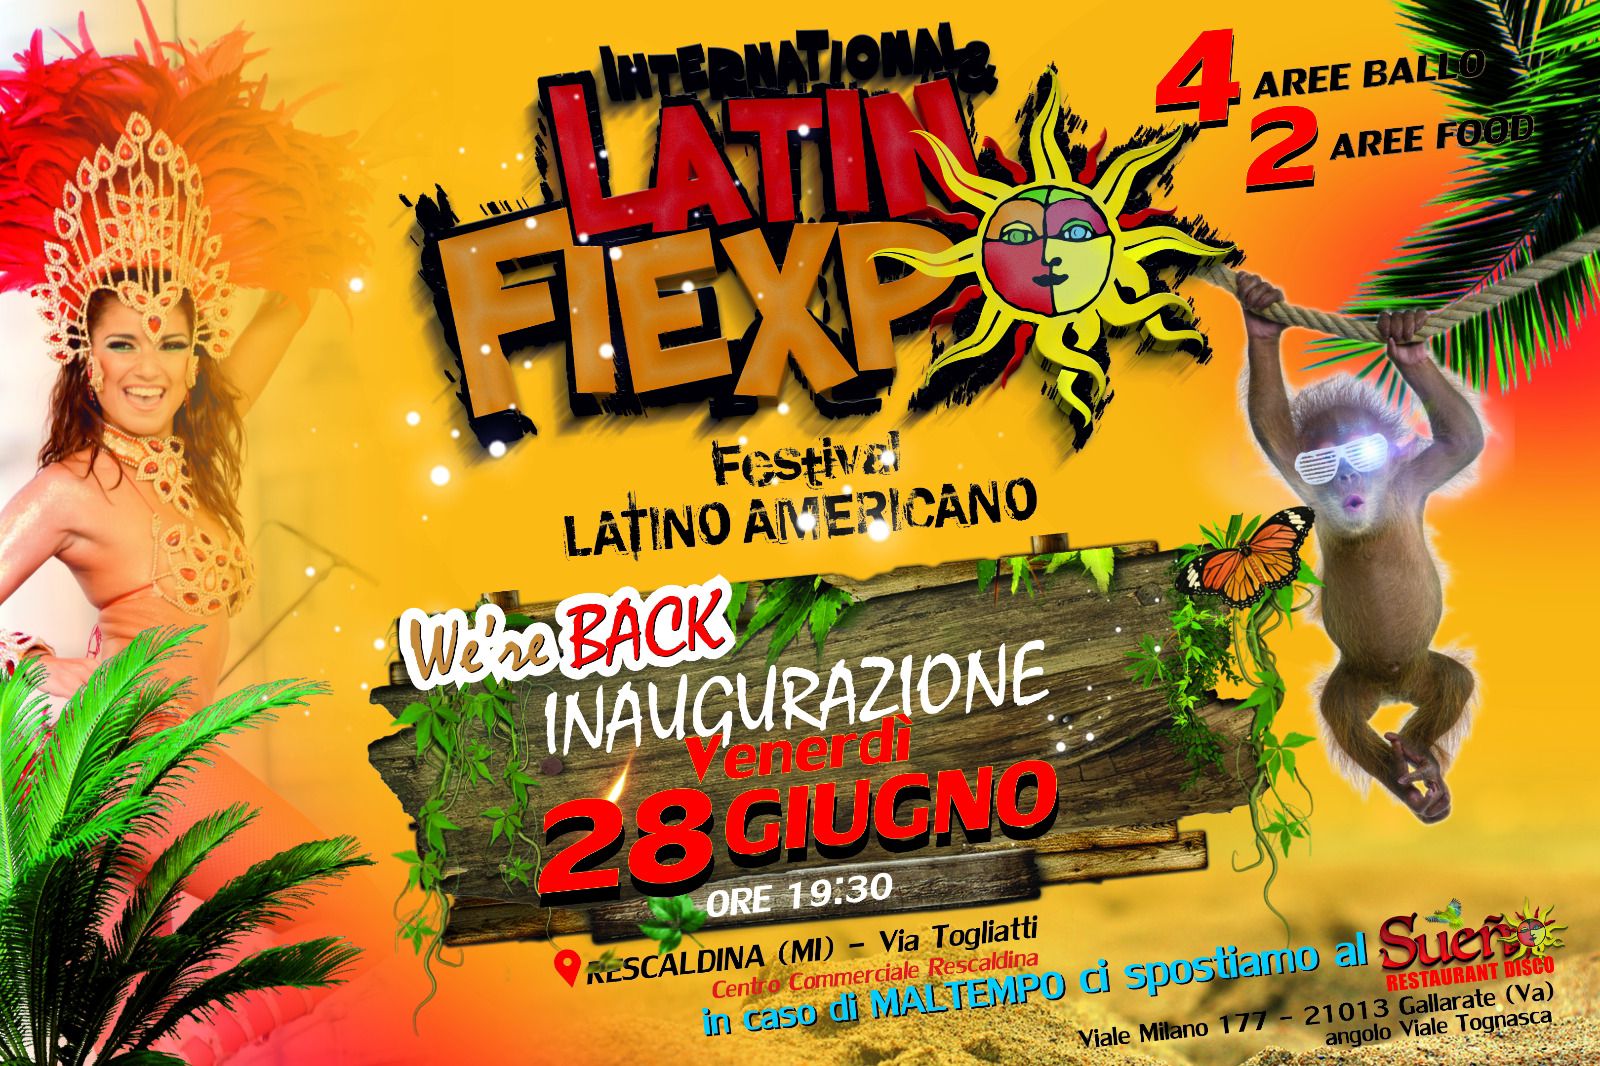 INTERNATIONAL &
LATIN
FIEXPO
Festival
LATINO AMERICANO
4 AREE BALLO
2 AREE FOOD
We're BACK
INAUGURAZIONE
Venerdì
28 GIUGNO
ORE 19:30
RESCALDINA (MI) - Via Togliatti
Centro Commerciale Rescaldina
in caso di MALTEMPO ci spostiamo al
Sueño
RESTAURANT DISCO
Viale Milano 177 - 21013 Gallarate (Va)
angolo Viale Tognasca